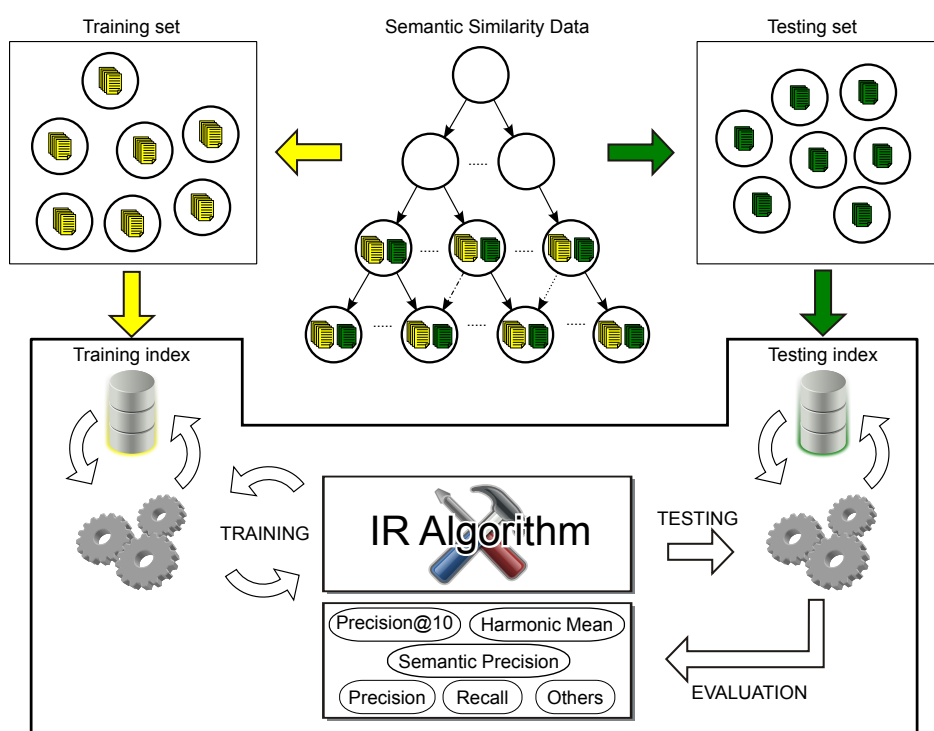 Training set
Semantic Similarity Data
Testing set
.....
..... .....
..... ..... .....
Training index
Testing index
TRAINING
IR Algorithm
TESTING
Precision@10
Harmonic Mean
Semantic Precision
Precision
Recall
Others
EVALUATION